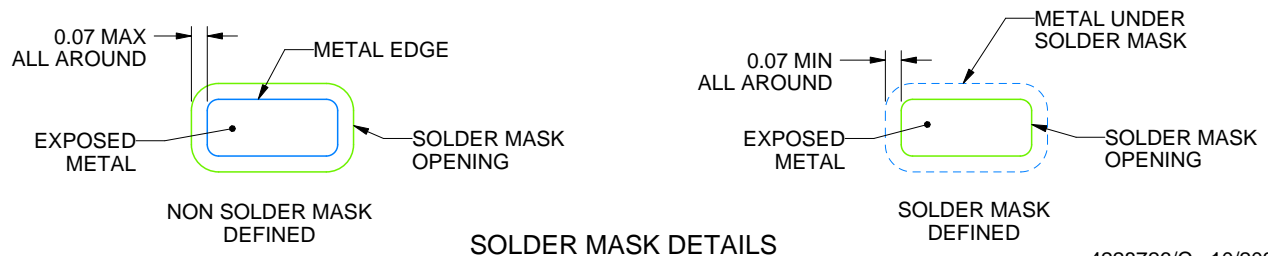 0.07 MAX
ALL AROUND
METAL EDGE
EXPOSED
METAL
SOLDER MASK
OPENING
NON SOLDER MASK
DEFINED
0.07 MIN
ALL AROUND
METAL UNDER
SOLDER MASK
EXPOSED
METAL
SOLDER MASK
OPENING
SOLDER MASK
DEFINED
SOLDER MASK DETAILS